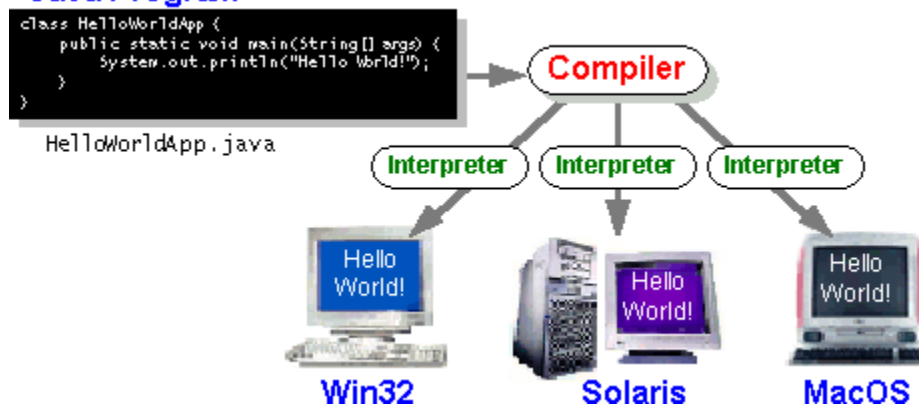 class HelloWorldApp {
public static void main(String[] args) {
System.out.println("Hello World!");
}
}
Compiler
HelloWorldApp.java
Interpreter
Interpreter
Interpreter
Hello
World!
Hello
World!
Hello
World!
Win32
Solaris
MacOS